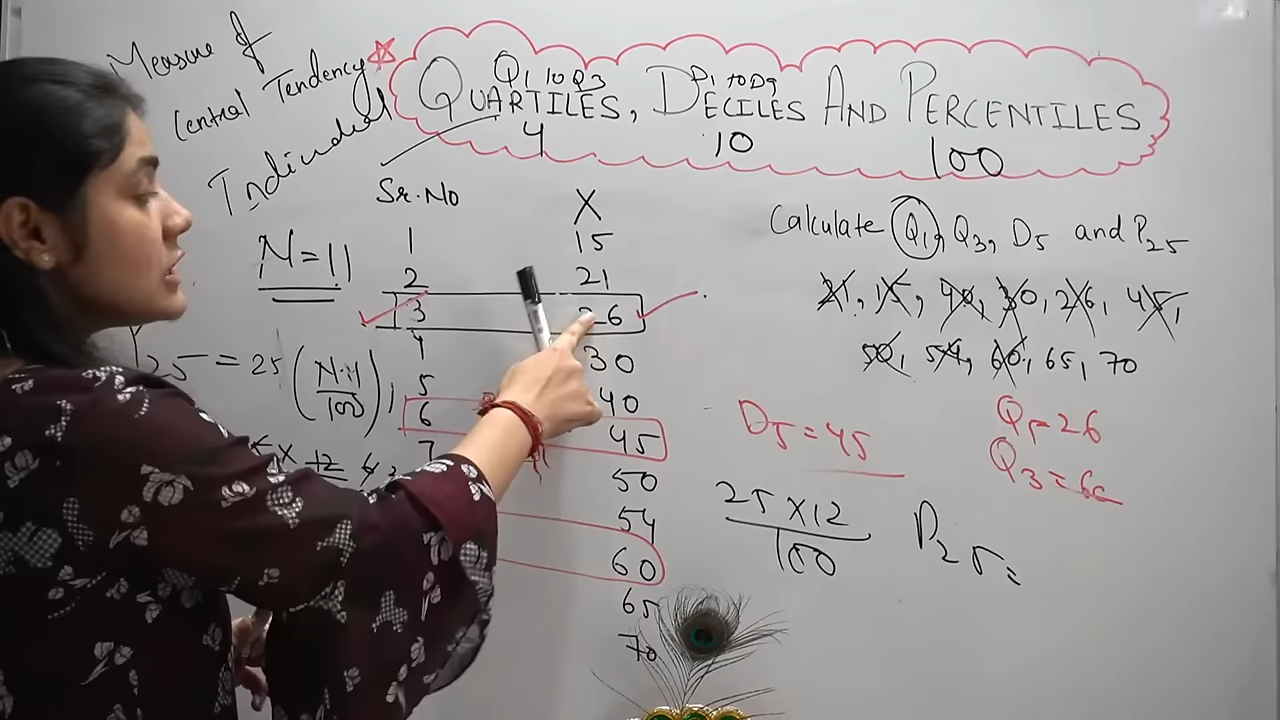 Measure of
Central Tendency
Individual
Q1 to Q3
D1 to D9
QUARTILES, DECILES AND PERCENTILES
4 10 100
Sr.No X
1 15
2 21
3 26
4 30
5 40
6 45
7 50
54
60
65
70
N=11
P25 = 25 (N+1/100)
Calculate Q1, Q3, D5 and P25
21, 15, 40, 30, 26, 45,
50, 54, 60, 65, 70
D5 = 45
Q1=26
Q3=60
25 X 12
100
P25 =